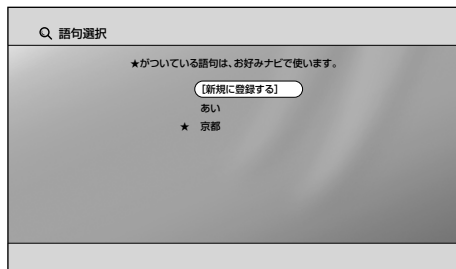 語句選択
★がついている語句は、お好みナビで使います。
[新規に登録する]
あい
★ 京都